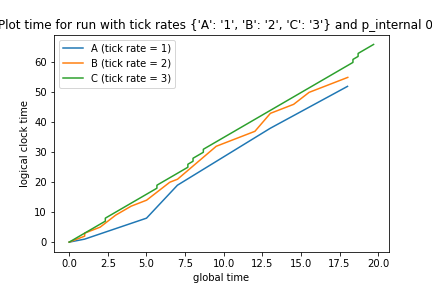 Plot time for run with tick rates {'A': '1', 'B': '2', 'C': '3'} and p_internal 0
A (tick rate = 1)
B (tick rate = 2)
C (tick rate = 3)
60
50
40
30
20
10
0
logical clock time
0.0 2.5 5.0 7.5 10.0 12.5 15.0 17.5 20.0
global time